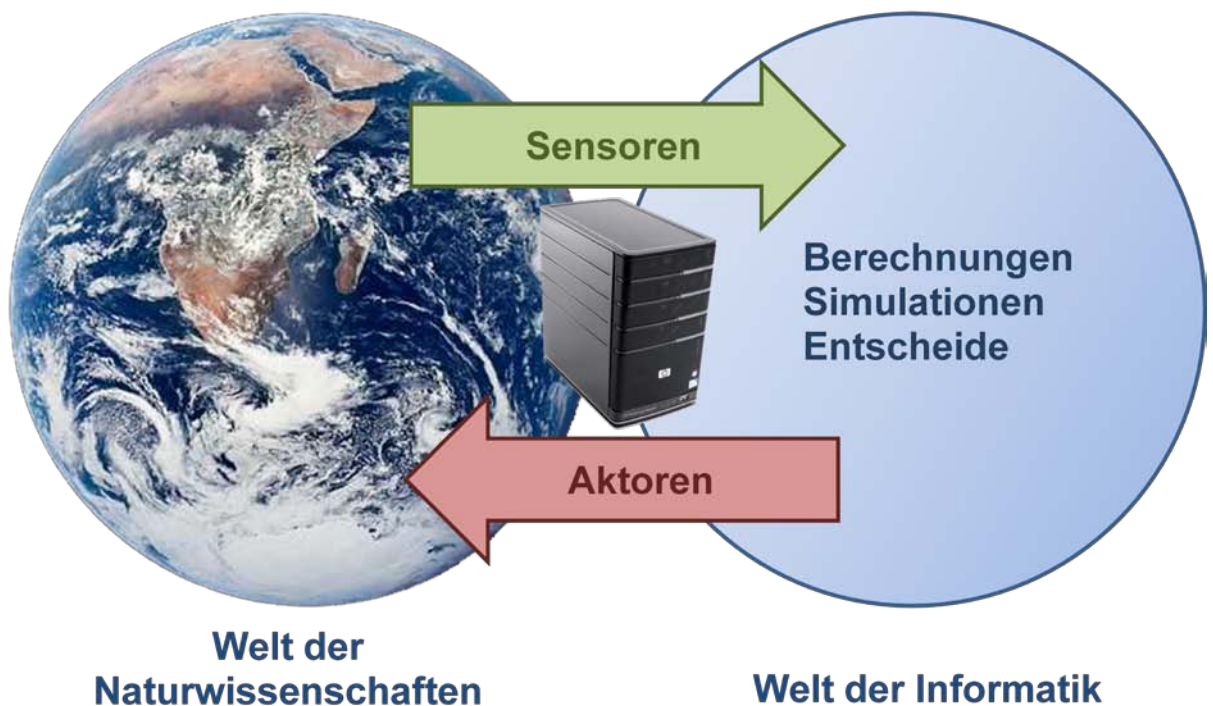 Sensoren
Berechnungen
Simulationen
Entscheide
Aktoren
Welt der
Naturwissenschaften
Welt der Informatik